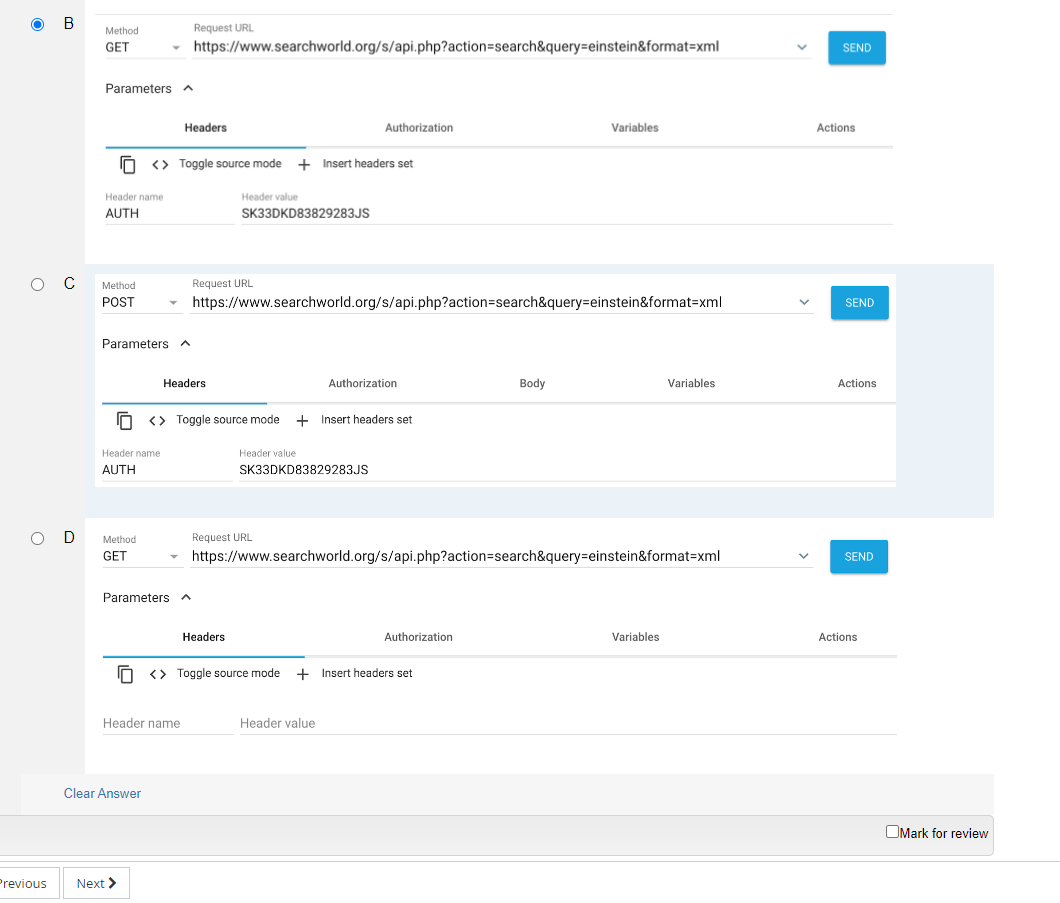 B
Method
Request URL
GET
https://www.searchworld.org/s/api.php?action=search&query=einstein&format=xml
SEND
Parameters
Headers Authorization Variables Actions
Toggle source mode Insert headers set
Header name Header value
AUTH SK33DKD83829283JS
C
Method
Request URL
POST
https://www.searchworld.org/s/api.php?action=search&query=einstein&format=xml
SEND
Parameters
Headers Authorization Body Variables Actions
Toggle source mode Insert headers set
Header name Header value
AUTH SK33DKD83829283JS
D
Method
Request URL
GET
https://www.searchworld.org/s/api.php?action=search&query=einstein&format=xml
SEND
Parameters
Headers Authorization Variables Actions
Toggle source mode Insert headers set
Header name Header value
Clear Answer
Mark for review
Previous Next